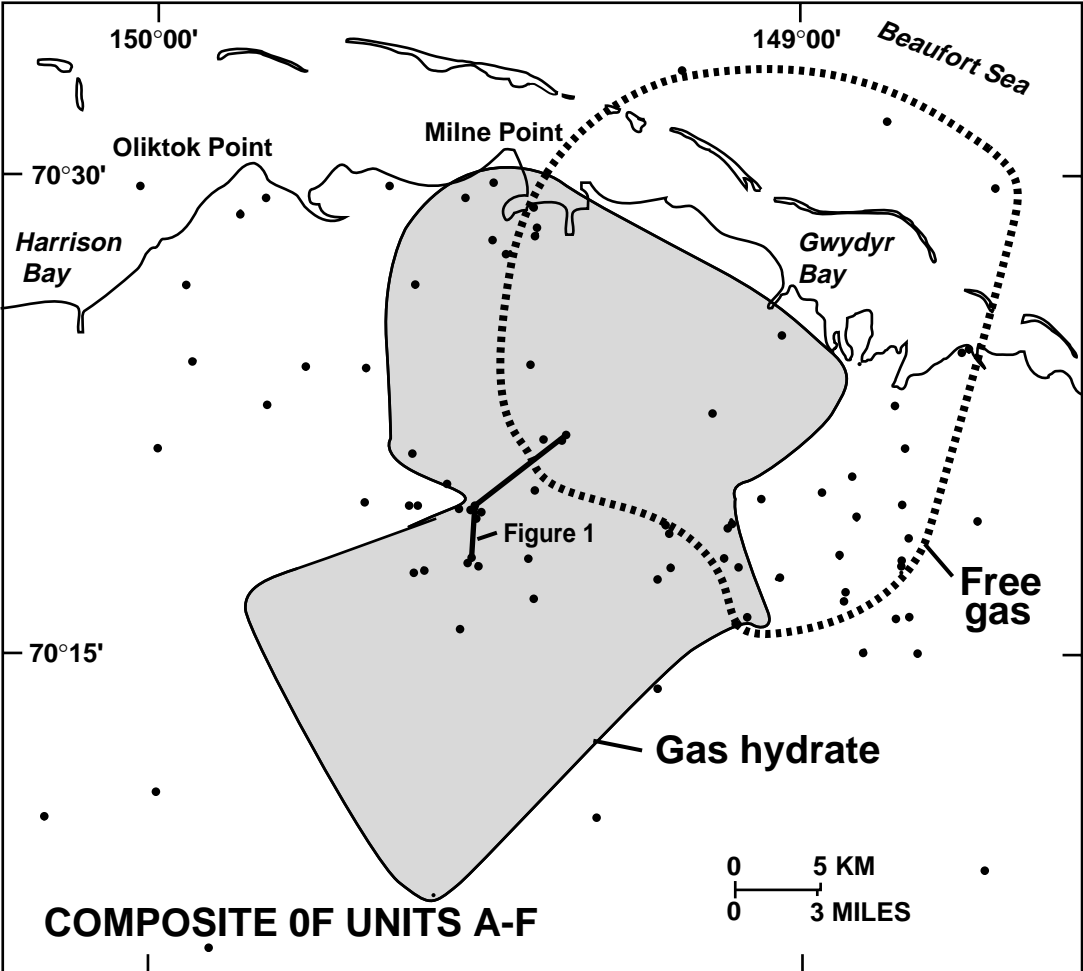 150°00'
149°00'
Beaufort Sea
Milne Point
Oliktok Point
70°30'
Harrison
Bay
Gwydyr
Bay
Figure 1
Free
gas
70°15'
Gas hydrate
0 5 KM
0 3 MILES
COMPOSITE 0F UNITS A-F